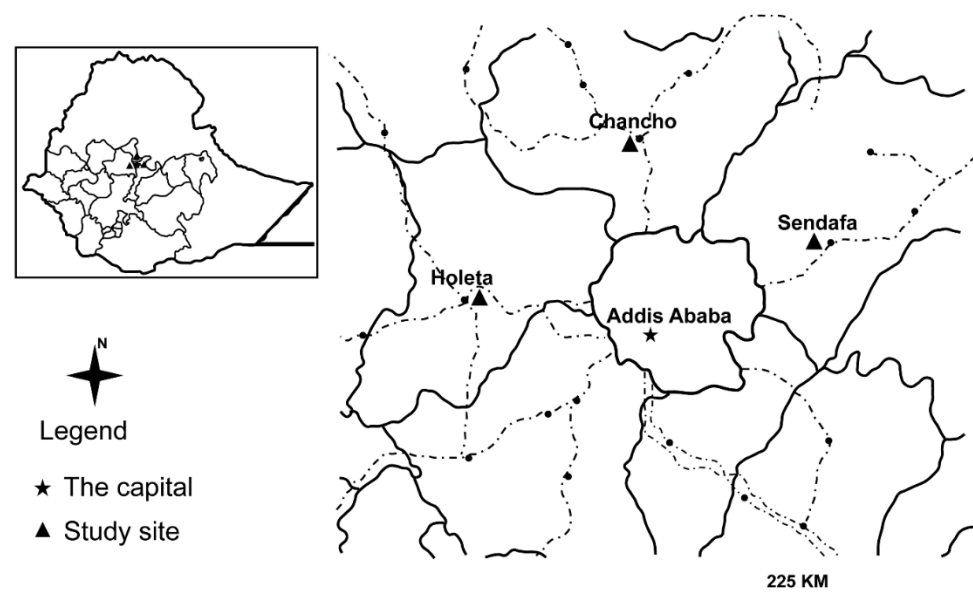 Chancho
Sendafa
Holeta
Addis Ababa
N
Legend
The capital
Study site
225 KM